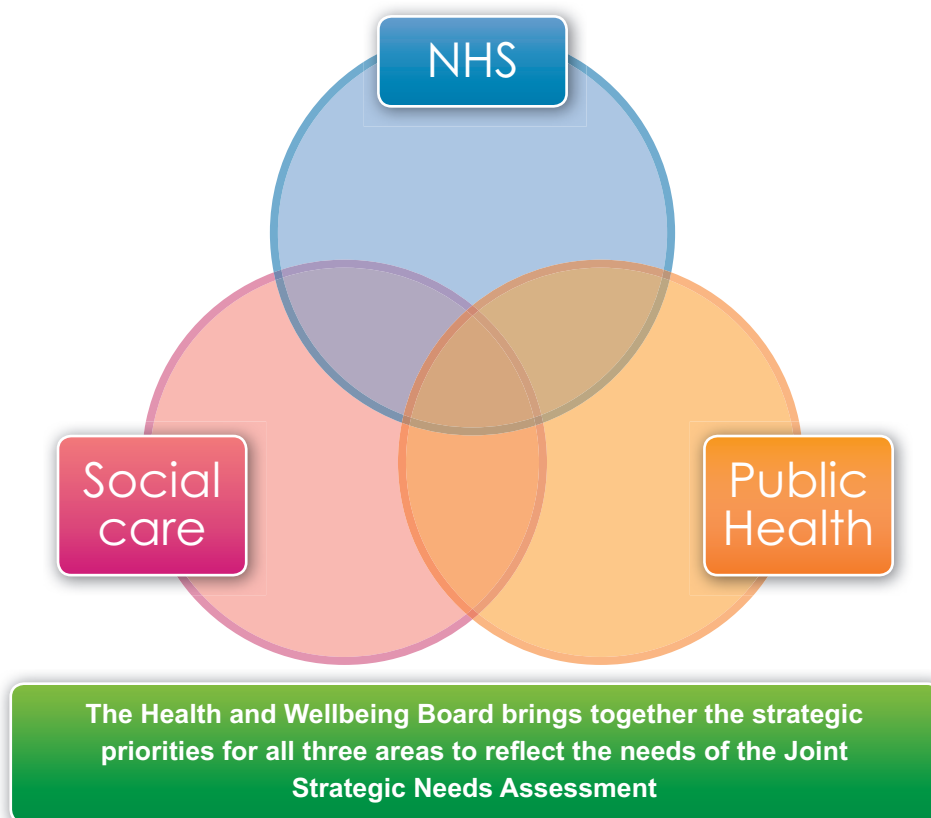 NHS
Social
care
Public
Health
The Health and Wellbeing Board brings together the strategic
priorities for all three areas to reflect the needs of the Joint
Strategic Needs Assessment